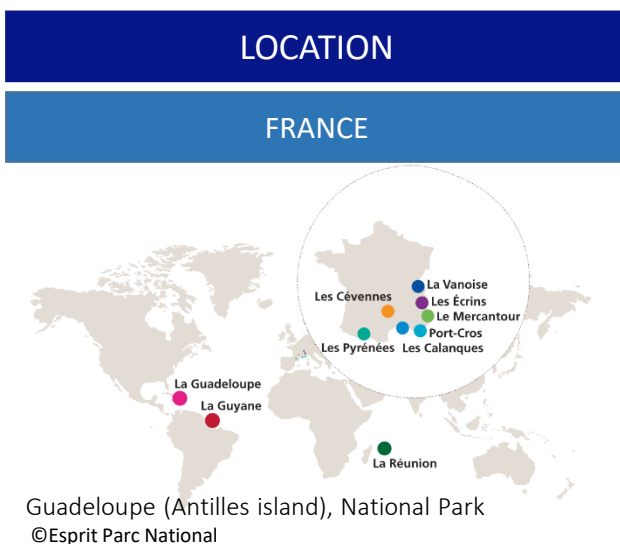 LOCATION
FRANCE
La Vanoise
Les Cévennes
Les Écrins
Le Mercantour
Port-Cros
Les Pyrénées
Les Calanques
La Guadeloupe
La Guyane
La Réunion
Guadeloupe (Antilles island), National Park
©Esprit Parc National